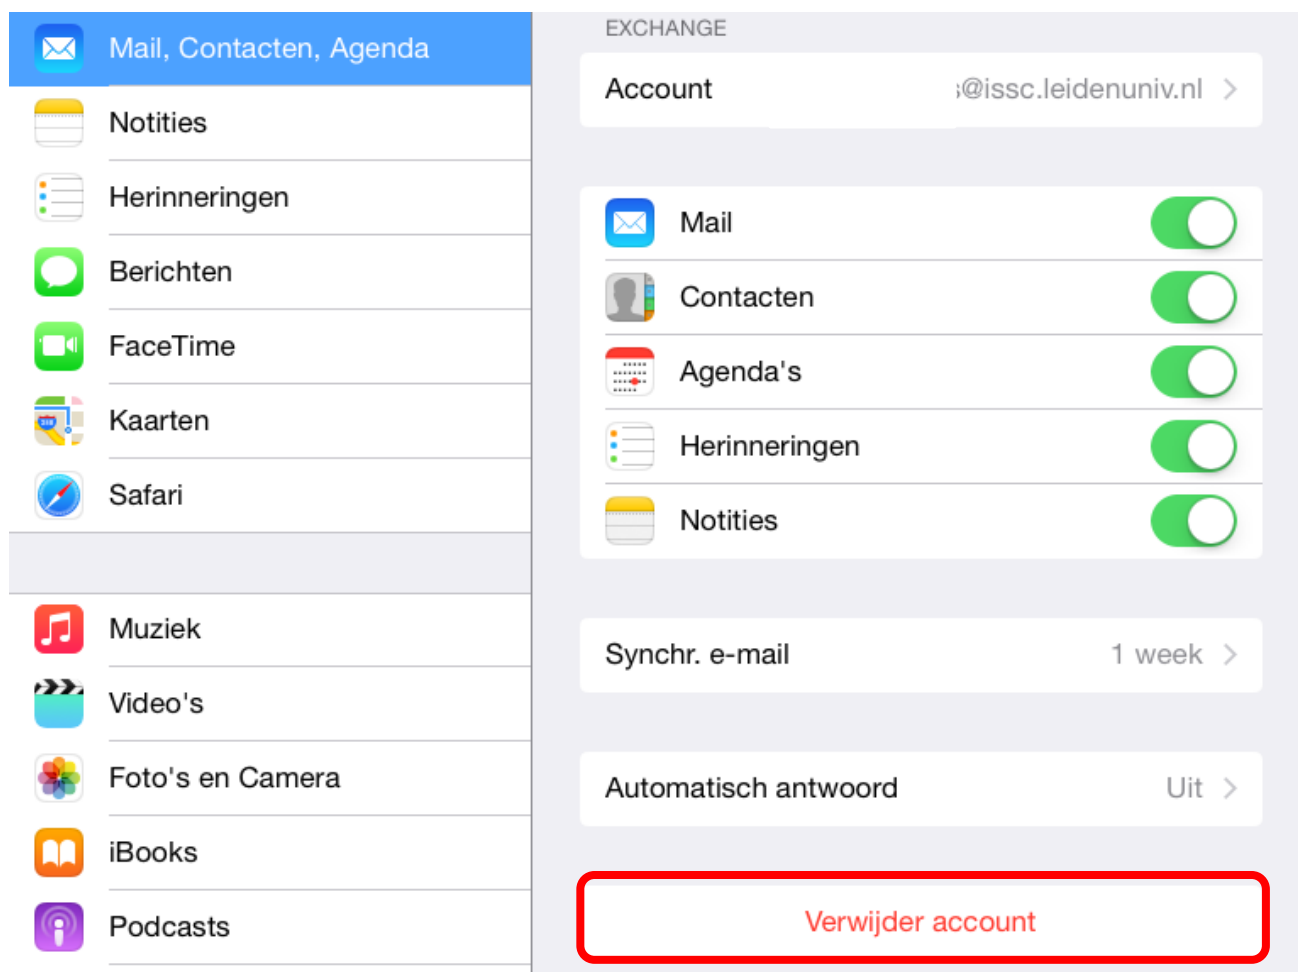 Mail, Contacten, Agenda
Notities
Herinneringen
Berichten
FaceTime
Kaarten
Safari
Muziek
Video's
Foto's en Camera
iBooks
Podcasts
EXCHANGE
Account @issc.leidenuniv.nl
Mail
Contacten
Agenda's
Herinneringen
Notities
Synchr. e-mail 1 week
Automatisch antwoord Uit
Verwijder account